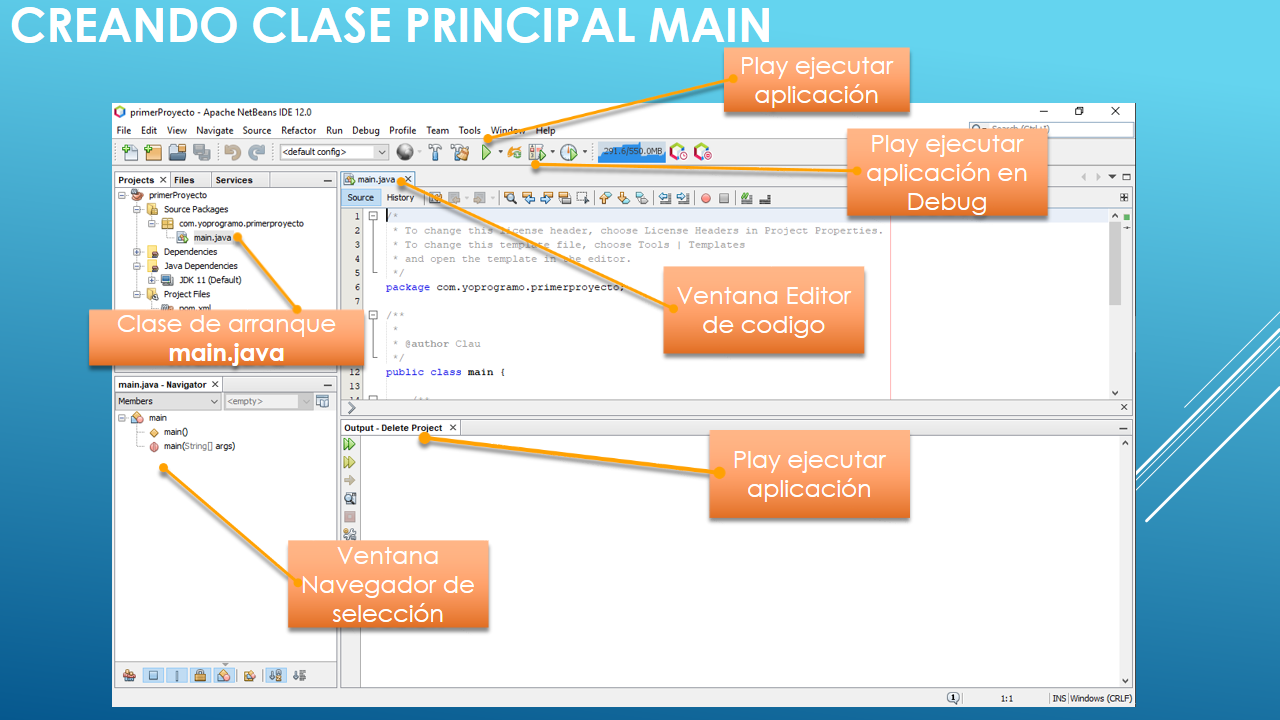 CREANDO CLASE PRINCIPAL MAIN
Play ejecutar
aplicación
primerProyecto - Apache NetBeans IDE 12.0
File Edit View Navigate Source Refactor Run Debug Profile Team Tools Window Help
Search (Ctrl+I)
<default config>
291.6/550.0MB
Play ejecutar
aplicación en
Debug
Projects Files Services
primerProyecto
Source Packages
com.yoprogramo.primerproyecto
main.java
Dependencies
Java Dependencies
JDK 11 (Default)
Project Files
pom.xml
Clase de arranque
main.java
main.java
Source History
1 /*
2 * To change this license header, choose License Headers in Project Properties.
3 * To change this template file, choose Tools | Templates
4 * and open the template in the editor.
5 */
6 package com.yoprogramo.primerproyecto;
7
/**
*
* @author Clau
*/
12 public class main {
13
14 /**
Ventana Editor
de codigo
main.java - Navigator
Members <empty>
main
main()
main(String[] args)
Output - Delete Project
Play ejecutar
aplicación
Ventana
Navegador de
selección
1 1:1 INS Windows (CRLF)